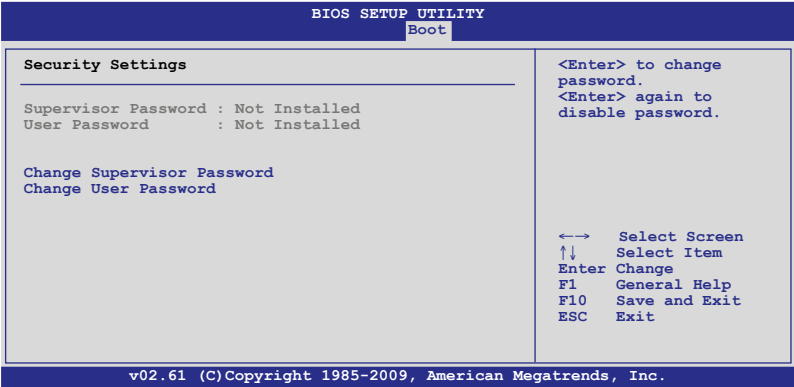 BIOS SETUP UTILITY
Boot
Security Settings
Supervisor Password : Not Installed
User Password : Not Installed
Change Supervisor Password
Change User Password
<Enter> to change
password.
<Enter> again to
disable password.
←→ Select Screen
↑↓ Select Item
Enter Change
F1 General Help
F10 Save and Exit
ESC Exit
v02.61 (C)Copyright 1985-2009, American Megatrends, Inc.